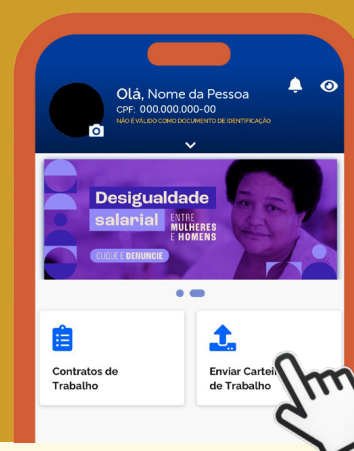 Olá, Nome da Pessoa
CPF: 000.000.000-00
NÃO É VÁLIDO COMO DOCUMENTO DE IDENTIFICAÇÃO
Desigualdade
salarial ENTRE
MULHERES
E HOMENS
CLIQUE E DENUNCIE
Contratos de
Trabalho
Enviar
de Trabalho